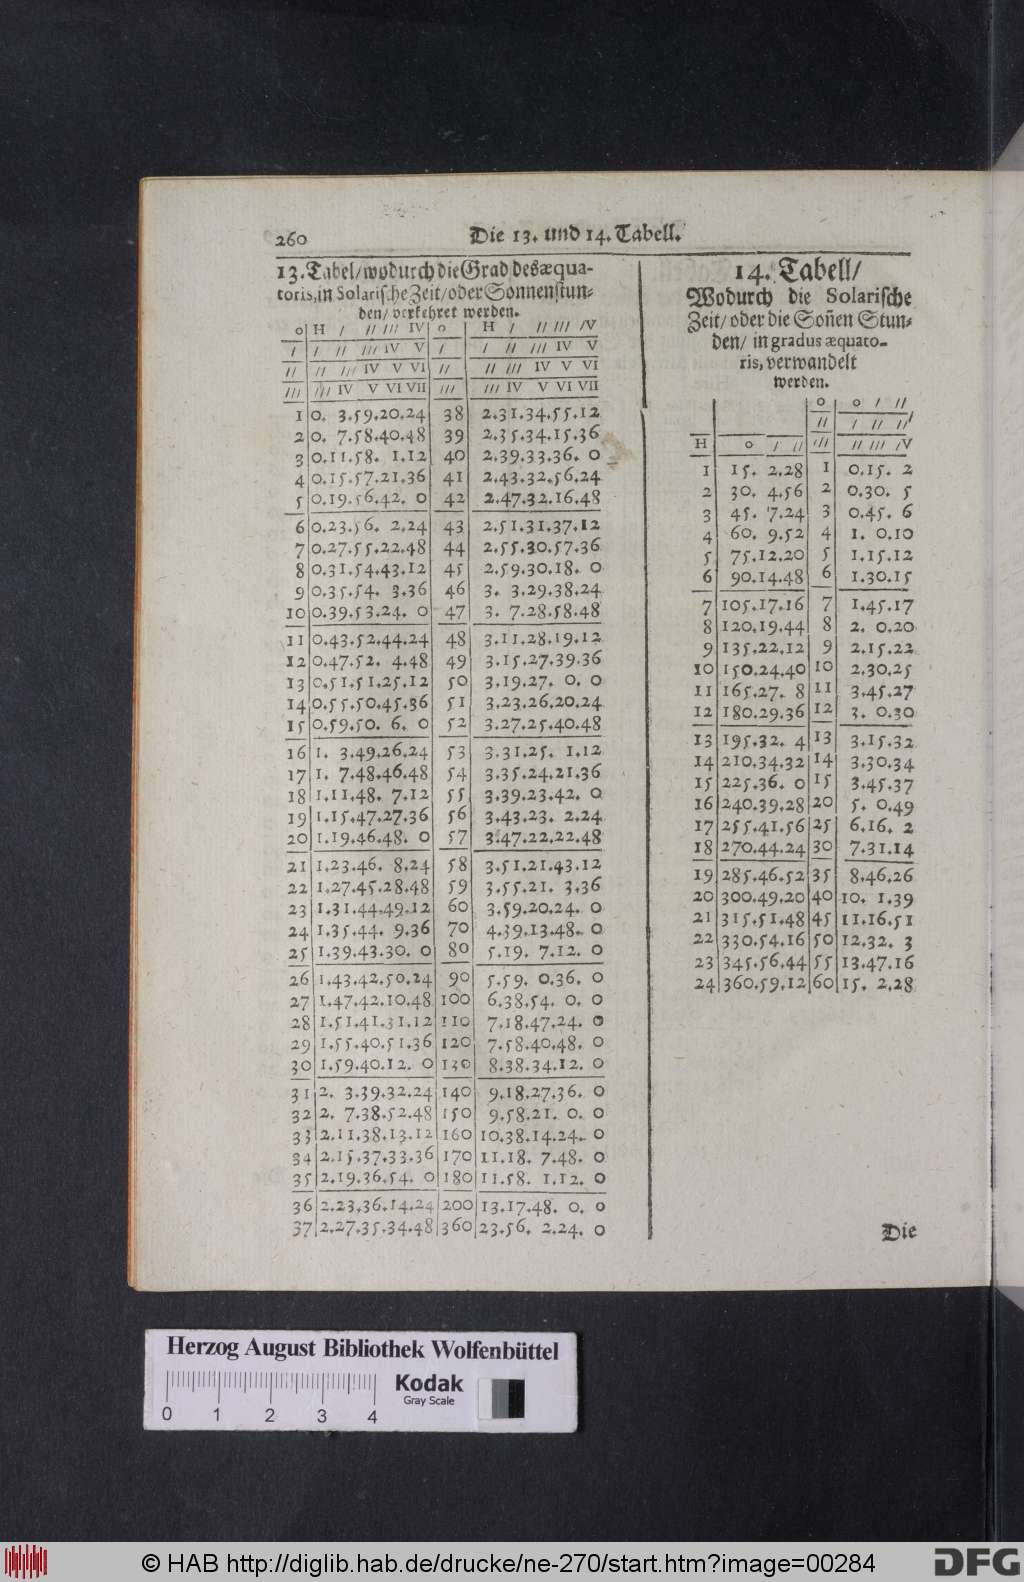 260
Die 13. und 14. Tabell.
13. Tabel/wodurch die Grad des æqua-
toris, in Solarische Zeit/oder Sonnenstun-
den/ verkehret werden.
o H / // /// IV o H / // /// /V
/ / // /// IV V / / // /// IV V
// // /// IV V VI // // /// IV V VI
/// /// IV V VI VII /// /// IV V VI VII
1 0. 3.59.20.24 38 2.31.34.55.12
2 0. 7.58.40.48 39 2.35.34.15.36
3 0.11.58. 1.12 40 2.39.33.36. 0
4 0.15.57.21.36 41 2.43.32.56.24
5 0.19.56.42. 0 42 2.47.32.16.48
6 0.23.56. 2.24 43 2.51.31.37.12
7 0.27.55.22.48 44 2.55.30.57.36
8 0.31.54.43.12 45 2.59.30.18. 0
9 0.35.54. 3.36 46 3. 3.29.38.24
10 0.39.53.24. 0 47 3. 7.28.58.48
11 0.43.52.44.24 48 3.11.28.19.12
12 0.47.52. 4.48 49 3.15.27.39.36
13 0.51.51.25.12 50 3.19.27. 0. 0
14 0.55.50.45.36 51 3.23.26.20.24
15 0.59.50. 6. 0 52 3.27.25.40.48
16 1. 3.49.26.24 53 3.31.25. 1.12
17 1. 7.48.46.48 54 3.35.24.21.36
18 1.11.48. 7.12 55 3.39.23.42. 0
19 1.15.47.27.36 56 3.43.23. 2.24
20 1.19.46.48. 0 57 3.47.22.22.48
21 1.23.46. 8.24 58 3.51.21.43.12
22 1.27.45.28.48 59 3.55.21. 3.36
23 1.31.44.49.12 60 3.59.20.24. 0
24 1.35.44. 9.36 70 4.39.13.48. 0
25 1.39.43.30. 0 80 5.19. 7.12. 0
26 1.43.42.50.24 90 5.59. 0.36. 0
27 1.47.42.10.48 100 6.38.54. 0. 0
28 1.51.41.31.12 110 7.18.47.24. 0
29 1.55.40.51.36 120 7.58.40.48. 0
30 1.59.40.12. 0 130 8.38.34.12. 0
31 2. 3.39.32.24 140 9.18.27.36. 0
32 2. 7.38.52.48 150 9.58.21. 0. 0
33 2.11.38.13.12 160 10.38.14.24. 0
34 2.15.37.33.36 170 11.18. 7.48. 0
35 2.19.36.54. 0 180 11.58. 1.12. 0
36 2.23.36.14.24 200 13.17.48. 0. 0
37 2.27.35.34.48 360 23.56. 2.24. 0
14. Tabell/
Wodurch die Solarische
Zeit/ oder die Soñen Stun-
den/ in gradus æquato-
ris, verwandelt
werden.
o o / //
// / // //
H o / // /// // /// /V
1 15. 2.28 1 0.15. 2
2 30. 4.56 2 0.30. 5
3 45. 7.24 3 0.45. 6
4 60. 9.52 4 1. 0.10
5 75.12.20 5 1.15.12
6 90.14.48 6 1.30.15
7 105.17.16 7 1.45.17
8 120.19.44 8 2. 0.20
9 135.22.12 9 2.15.22
10 150.24.40 10 2.30.25
11 165.27. 8 11 3.45.27
12 180.29.36 12 3. 0.30
13 195.32. 4 13 3.15.32
14 210.34.32 14 3.30.34
15 225.36. 0 15 3.45.37
16 240.39.28 20 5. 0.49
17 255.41.56 25 6.16. 2
18 270.44.24 30 7.31.14
19 285.46.52 35 8.46.26
20 300.49.20 40 10. 1.39
21 315.51.48 45 11.16.51
22 330.54.16 50 12.32. 3
23 345.56.44 55 13.47.16
24 360.59.12 60 15. 2.28
Die
Herzog August Bibliothek Wolfenbüttel
Kodak
Gray Scale
0 1 2 3 4
© HAB http://diglib.hab.de/drucke/ne-270/start.htm?image=00284
DFG